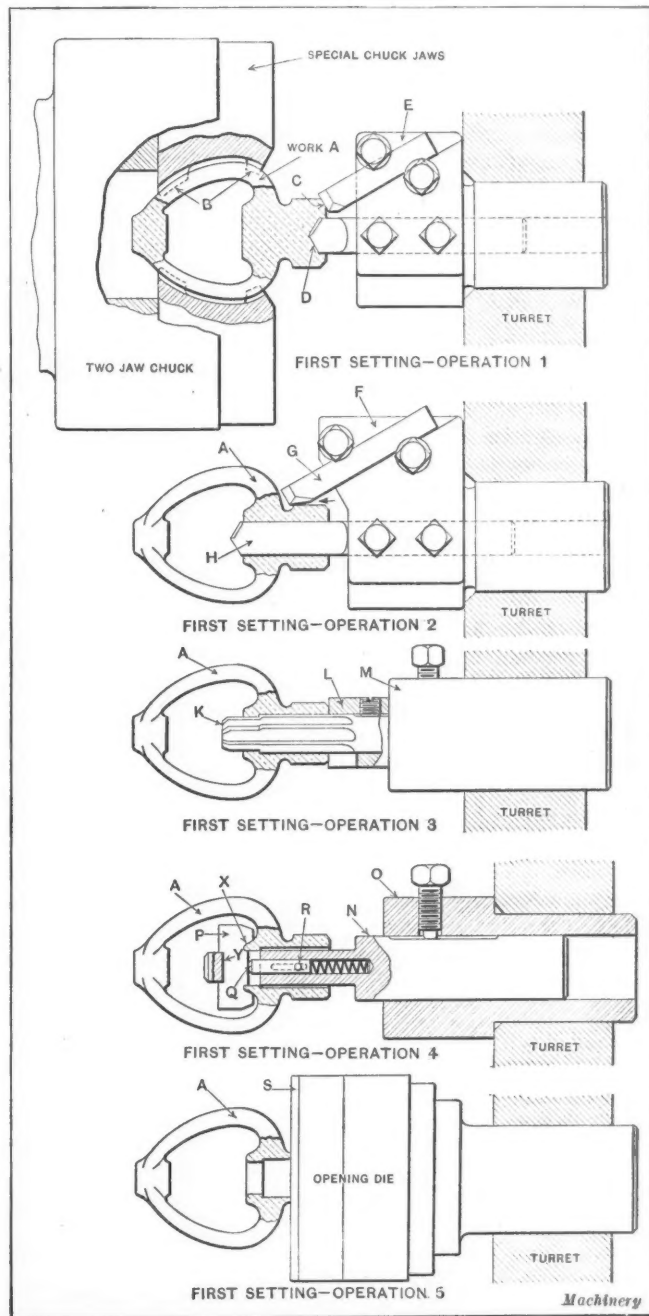 SPECIAL CHUCK JAWS
E
WORK A
C
B
D
TURRET
TWO JAW CHUCK
FIRST SETTING—OPERATION 1
F
A
G
H
TURRET
FIRST SETTING—OPERATION 2
A
L
M
K
TURRET
FIRST SETTING—OPERATION 3
A
X
R
N
O
P
Y
Q
TURRET
FIRST SETTING—OPERATION 4
A
S
OPENING DIE
TURRET
FIRST SETTING—OPERATION. 5
Machinery